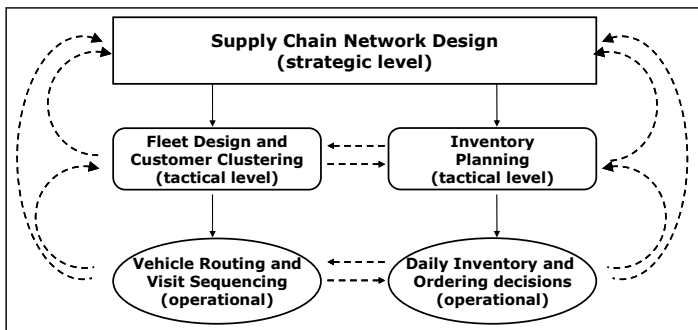 Supply Chain Network Design
(strategic level)
Fleet Design and
Customer Clustering
(tactical level)
Inventory
Planning
(tactical level)
Vehicle Routing and
Visit Sequencing
(operational)
Daily Inventory and
Ordering decisions
(operational)